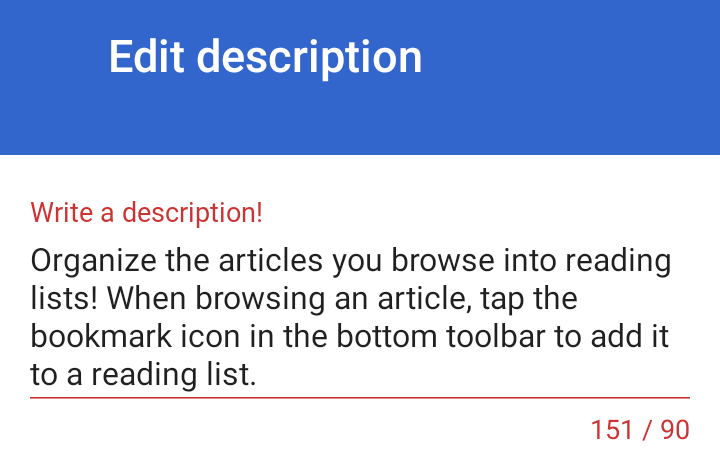 Edit description
Write a description!
Organize the articles you browse into reading
lists! When browsing an article, tap the
bookmark icon in the bottom toolbar to add it
to a reading list.
151 / 90